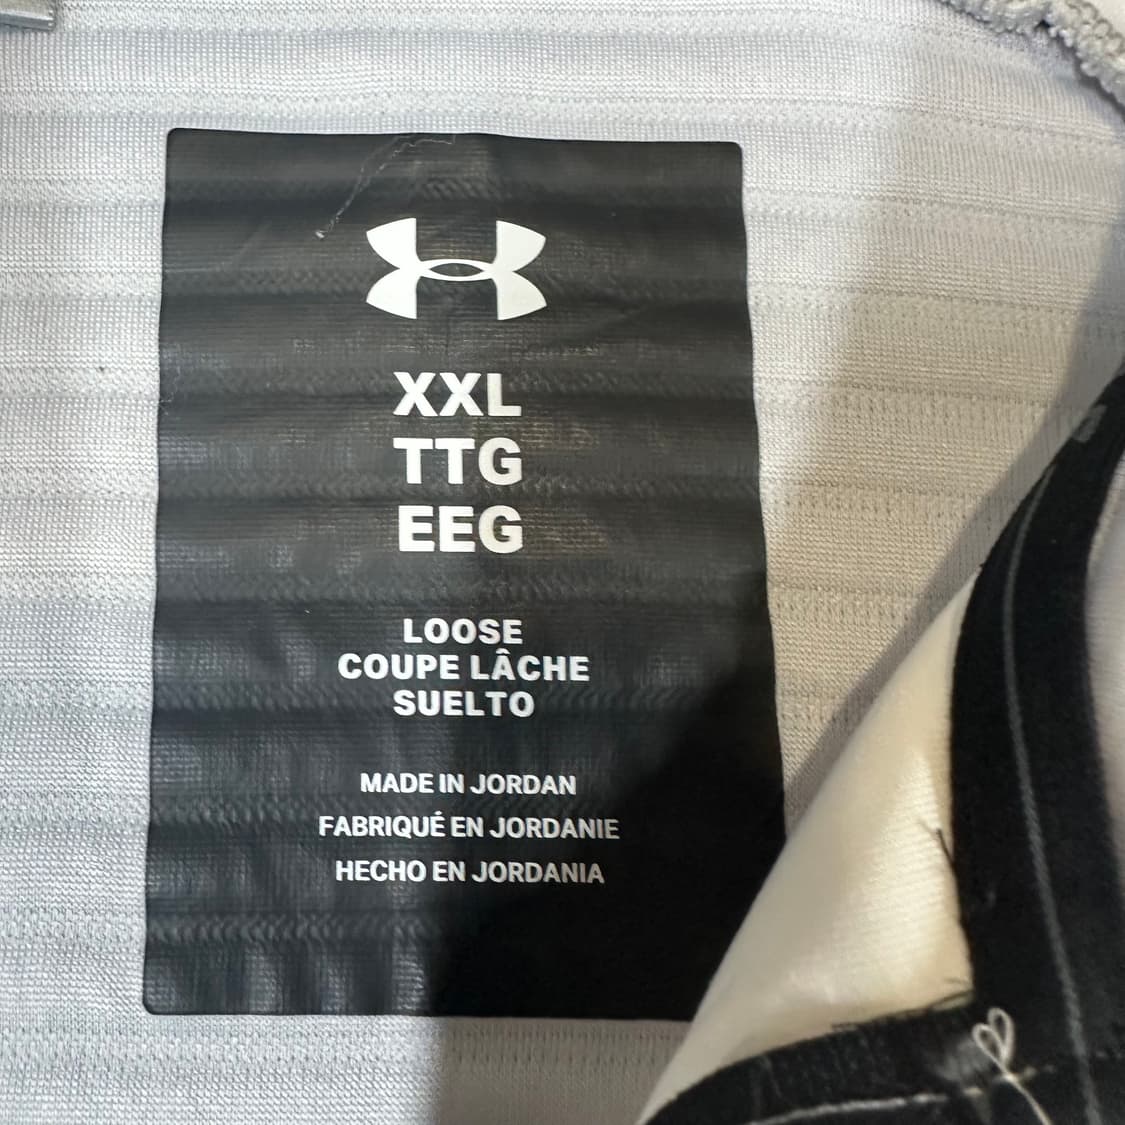 XXL
TTG
EEG
LOOSE
COUPE LÂCHE
SUELTO
MADE IN JORDAN
FABRIQUÉ EN JORDANIE
HECHO EN JORDANIA